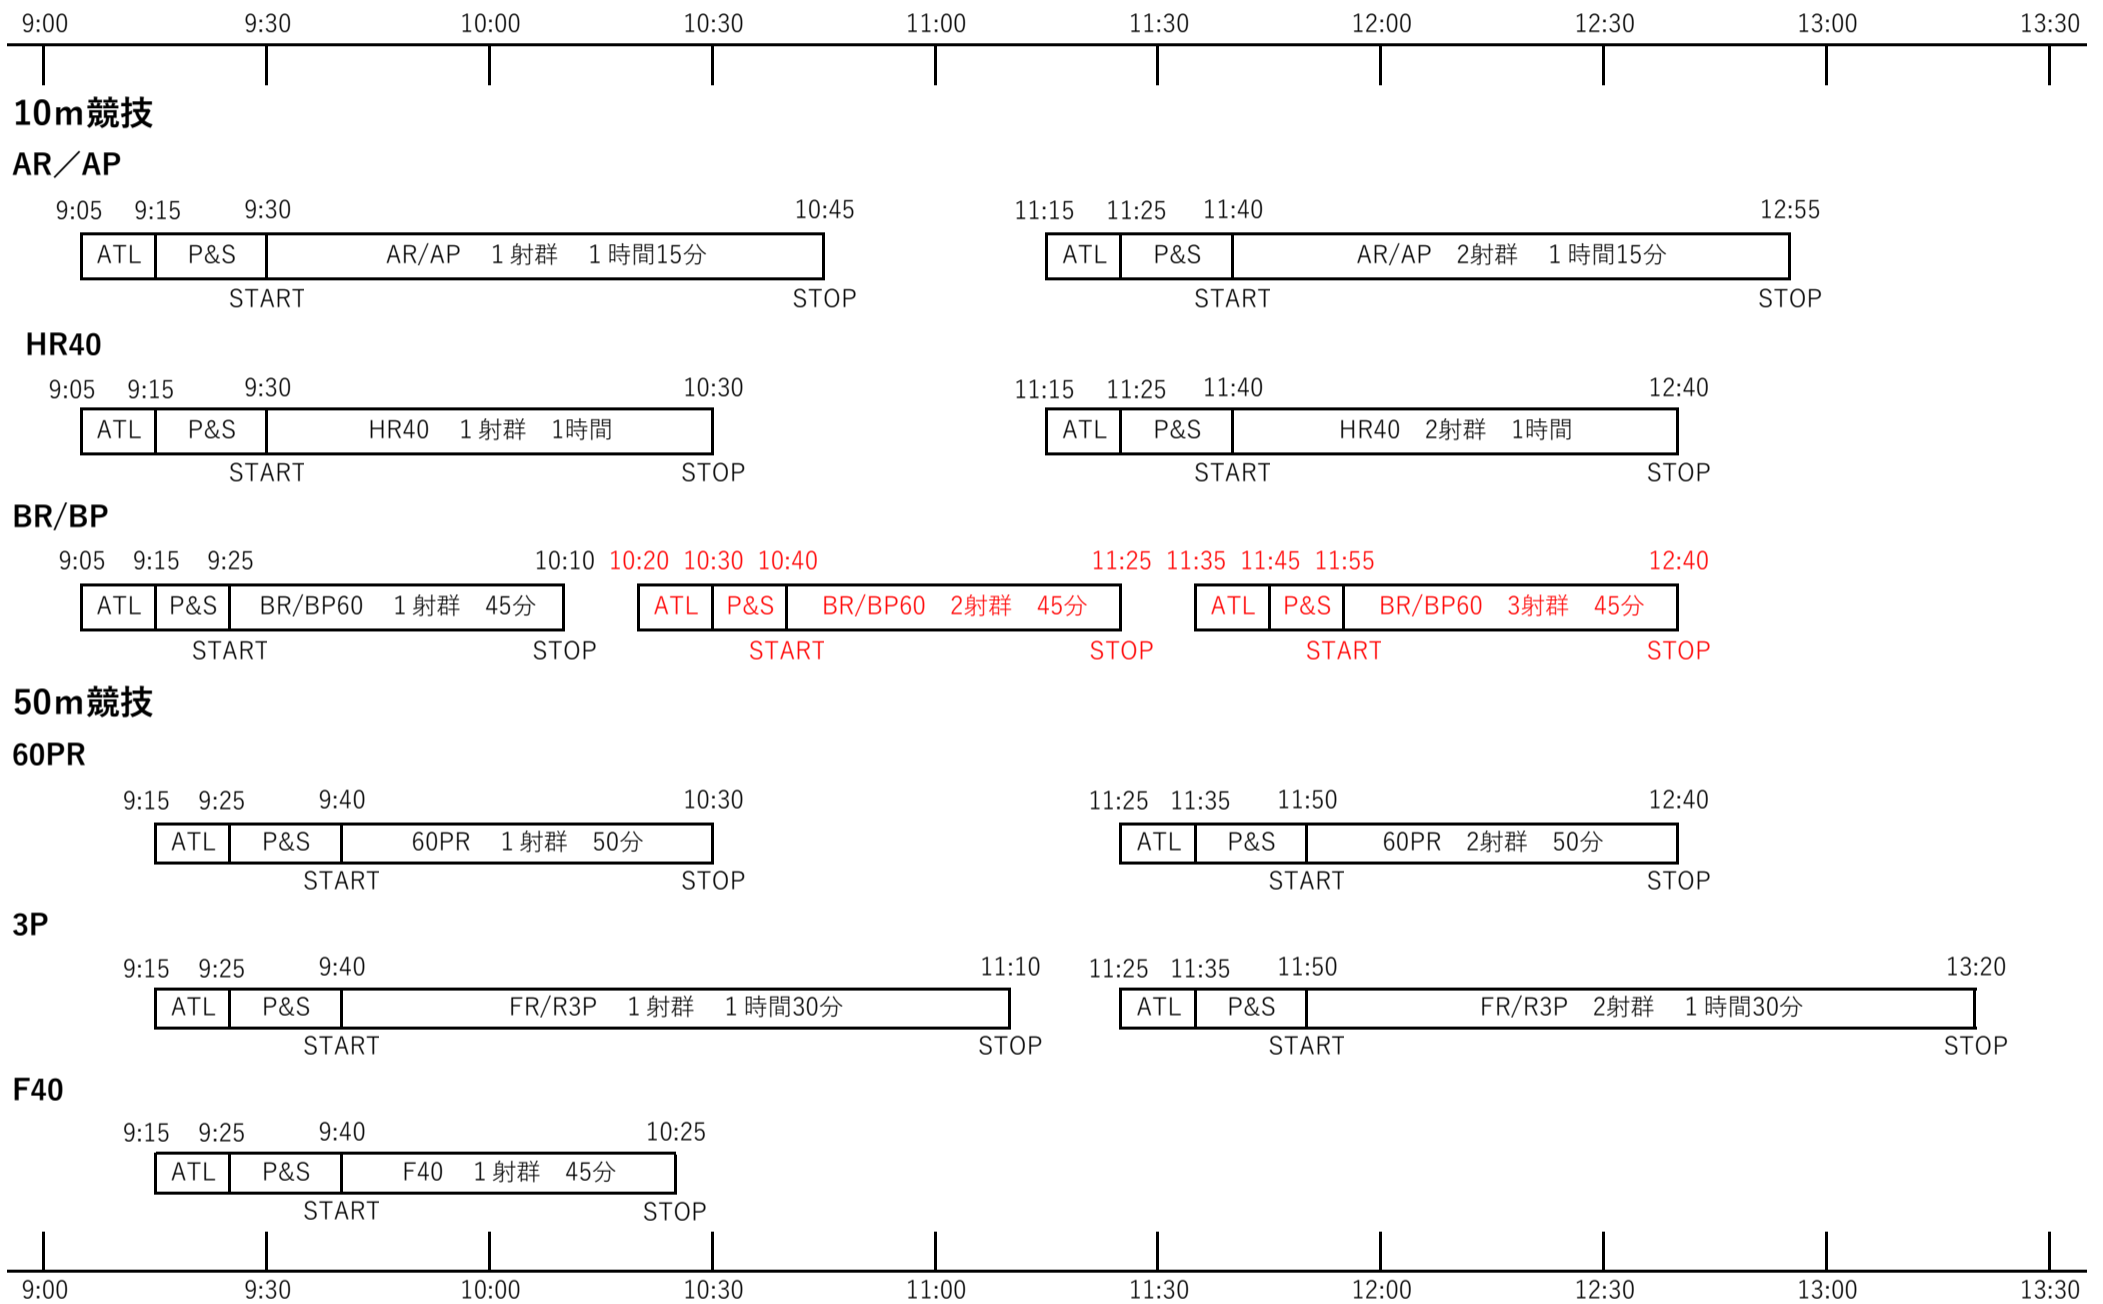 9:00 9:30 10:00 10:30 11:00 11:30 12:00 12:30 13:00 13:30
10m競技
AR／AP
9:05 9:15 9:30 10:45 11:15 11:25 11:40 12:55
ATL P&S AR/AP 1射群 1時間15分 ATL P&S AR/AP 2射群 1時間15分
START STOP START STOP
HR40
9:05 9:15 9:30 10:30 11:15 11:25 11:40 12:40
ATL P&S HR40 1射群 1時間 ATL P&S HR40 2射群 1時間
START STOP START STOP
BR/BP
9:05 9:15 9:25 10:10 10:20 10:30 10:40 11:25 11:35 11:45 11:55 12:40
ATL P&S BR/BP60 1射群 45分 ATL P&S BR/BP60 2射群 45分 ATL P&S BR/BP60 3射群 45分
START STOP START STOP START STOP
50m競技
60PR
9:15 9:25 9:40 10:30 11:25 11:35 11:50 12:40
ATL P&S 60PR 1射群 50分 ATL P&S 60PR 2射群 50分
START STOP START STOP
3P
9:15 9:25 9:40 11:10 11:25 11:35 11:50 13:20
ATL P&S FR/R3P 1射群 1時間30分 ATL P&S FR/R3P 2射群 1時間30分
START STOP START STOP
F40
9:15 9:25 9:40 10:25
ATL P&S F40 1射群 45分
START STOP
9:00 9:30 10:00 10:30 11:00 11:30 12:00 12:30 13:00 13:30